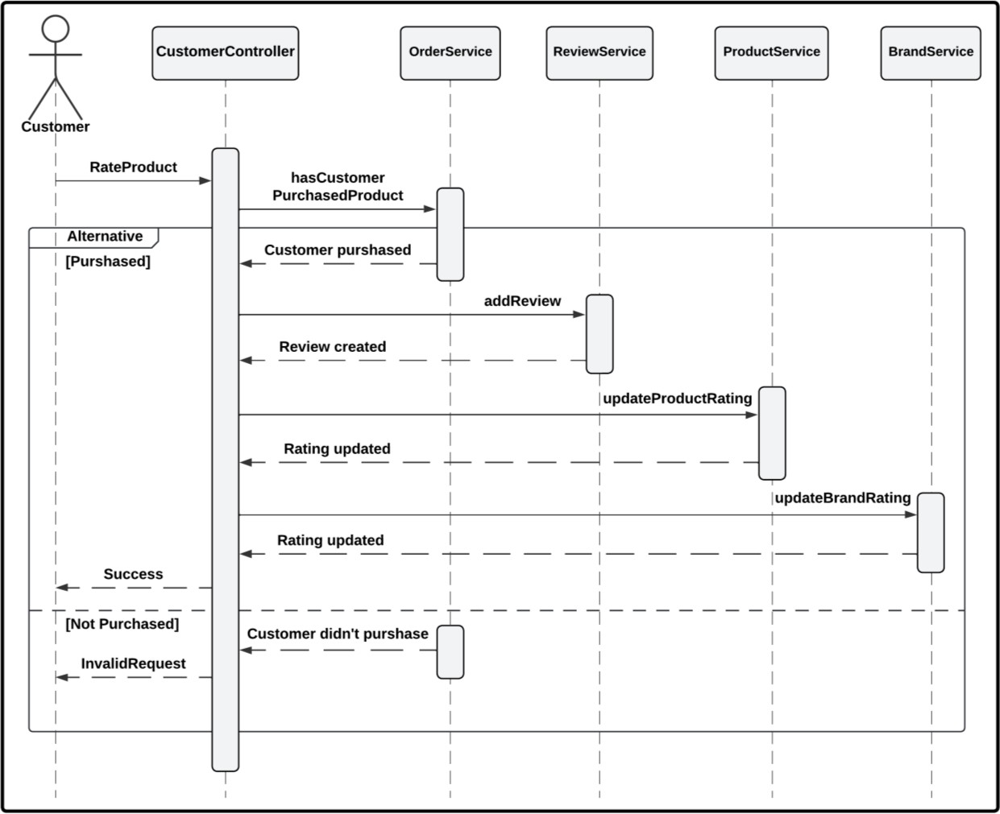 CustomerController
OrderService
ReviewService
ProductService
BrandService
Customer
RateProduct
hasCustomer
PurchasedProduct
Alternative
Customer purshased
[Purshased]
addReview
Review created
updateProductRating
Rating updated
updateBrandRating
Rating updated
Success
[Not Purchased]
Customer didn't purshase
InvalidRequest